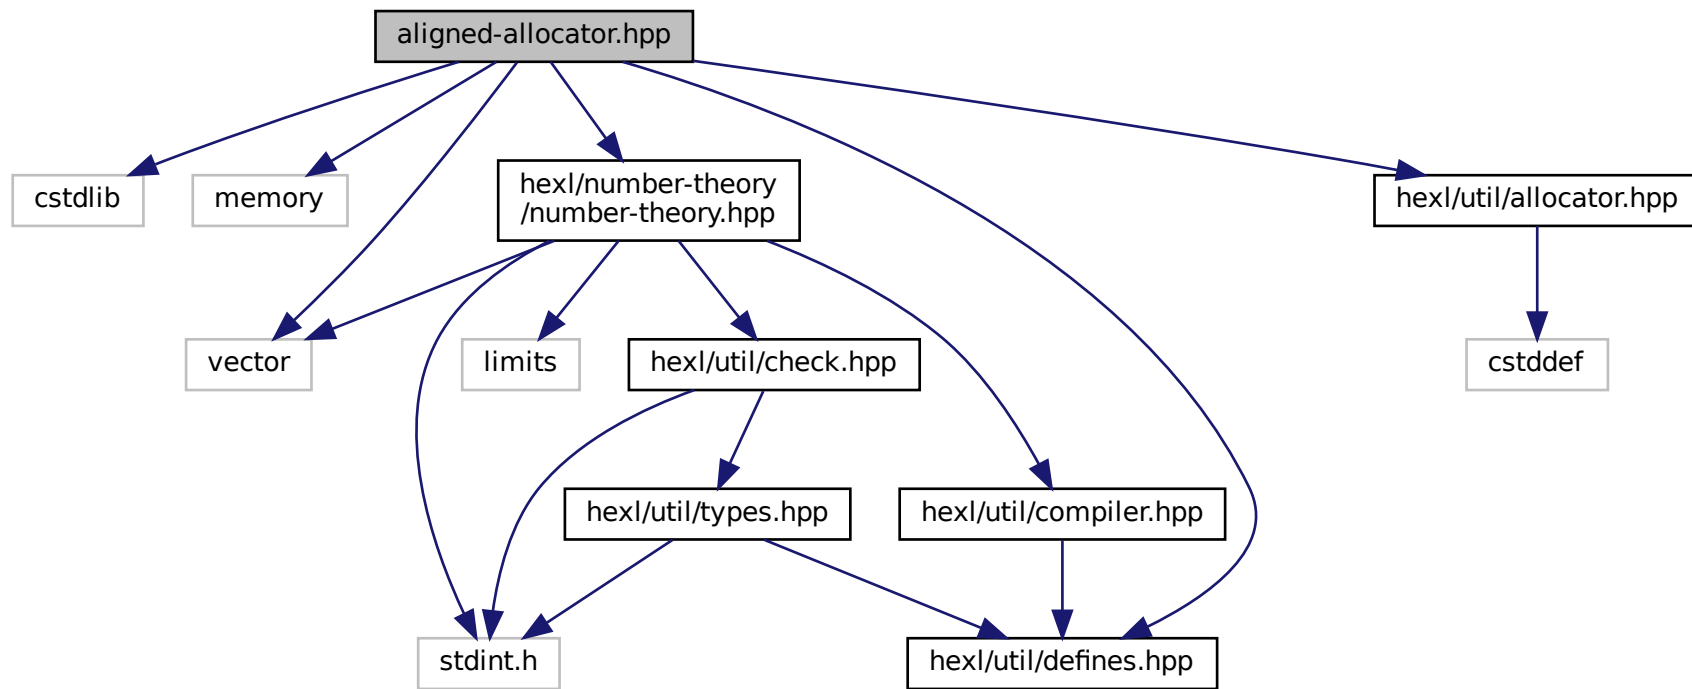 aligned-allocator.hpp
cstdlib
memory
hexl/number-theory
/number-theory.hpp
hexl/util/allocator.hpp
vector
limits
hexl/util/check.hpp
cstddef
hexl/util/types.hpp
hexl/util/compiler.hpp
stdint.h
hexl/util/defines.hpp